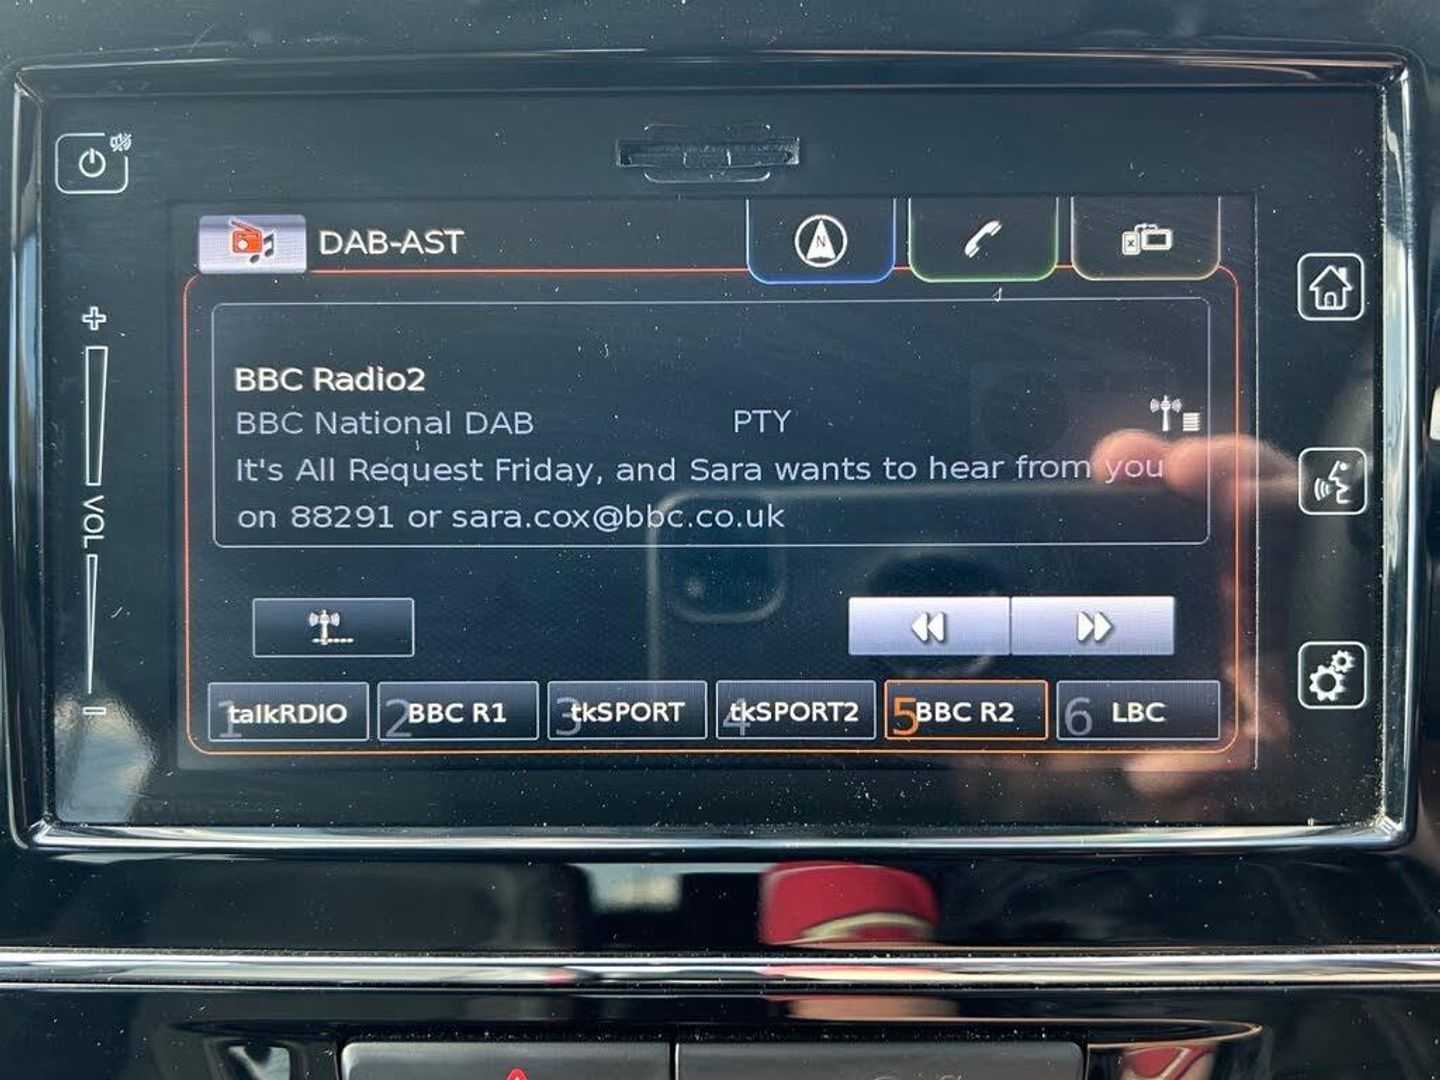 DAB-AST
N
BBC Radio2
BBC National DAB PTY
It's All Request Friday, and Sara wants to hear from you
on 88291 or sara.cox@bbc.co.uk
VOL
1 talkRDIO 2 BBC R1 3 tkSPORT 4 tkSPORT2 5 BBC R2 6 LBC